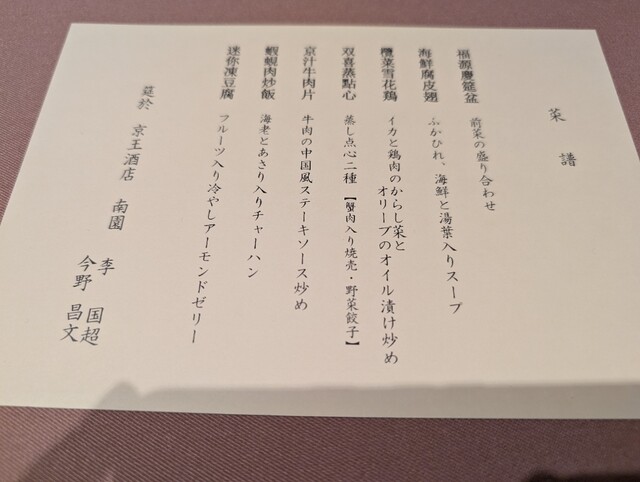 菜譜
福源慶筵盆
前菜の盛り合わせ
海鮮腐皮翅
ふかひれ、海鮮と湯葉入りスープ
欖菜雪花鶏
イカと鶏肉のからし菜と
オリーブのオイル漬け炒め
双喜蒸點心
蒸し点心二種【蟹肉入り焼売・野菜餃子】
京汁牛肉片
牛肉の中国風ステーキソース炒め
蝦蜆肉炒飯
海老とあさり入りチャーハン
迷你凍豆腐
フルーツ入り冷やしアーモンドゼリー
筵於 京王酒店 南園
李 国超
今野 昌文